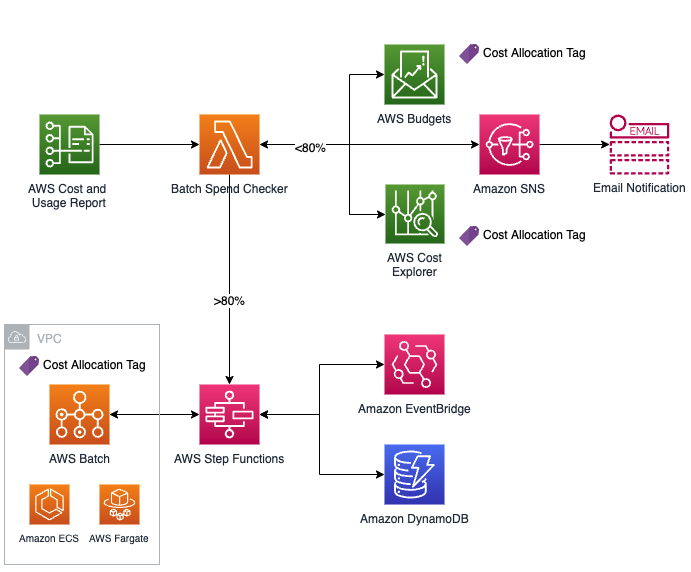 Cost Allocation Tag
AWS Budgets
<80%
EMAIL
AWS Cost and
Usage Report
Batch Spend Checker
Amazon SNS
Email Notification
Cost Allocation Tag
AWS Cost
Explorer
>80%
VPC
Cost Allocation Tag
Amazon EventBridge
AWS Batch
AWS Step Functions
Amazon DynamoDB
Amazon ECS
AWS Fargate